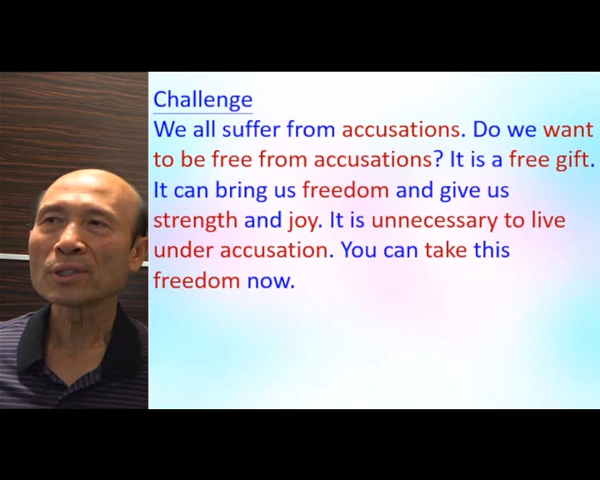 Challenge
We all suffer from accusations. Do we want
to be free from accusations? It is a free gift.
It can bring us freedom and give us
strength and joy. It is unnecessary to live
under accusation. You can take this
freedom now.